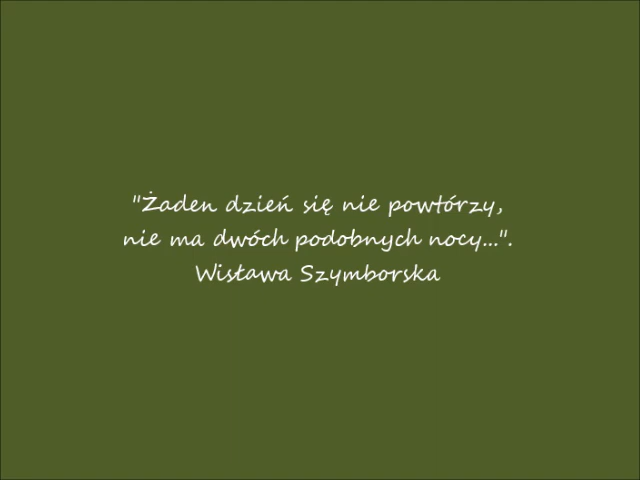 "Żaden dzień się nie powtórzy,
nie ma dwóch podobnych nocy...".
Wisława Szymborska